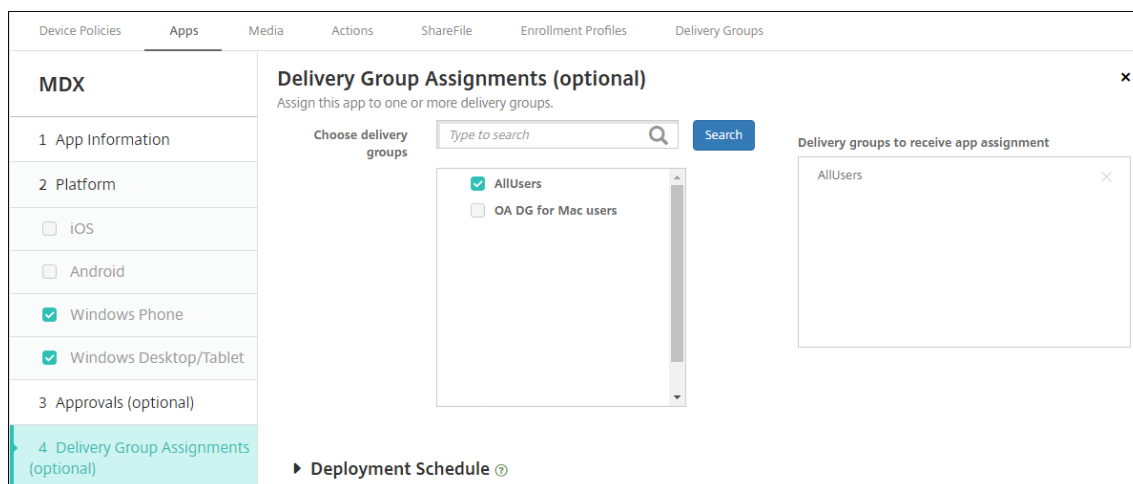 Device Policies Apps Media Actions ShareFile Enrollment Profiles Delivery Groups
MDX
1 App Information
2 Platform
iOS
Android
Windows Phone
Windows Desktop/Tablet
3 Approvals (optional)
4 Delivery Group Assignments
(optional)
Delivery Group Assignments (optional)
×
Assign this app to one or more delivery groups.
Choose delivery
groups
Type to search
Search
AllUsers
OA DG for Mac users
Delivery groups to receive app assignment
AllUsers ×
Deployment Schedule ?